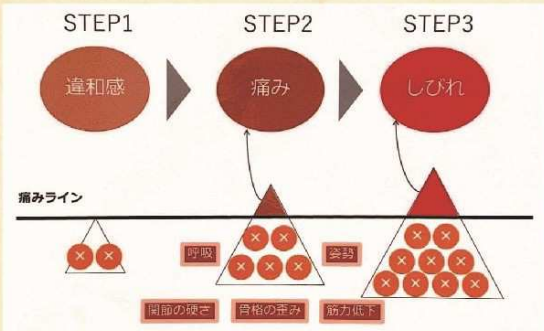 STEP1 STEP2 STEP3
違和感 痛み しびれ
痛みライン
× × × × × × ×
呼吸 姿勢
× × × × × × × × ×
関節の硬さ 骨格の歪み 筋力低下